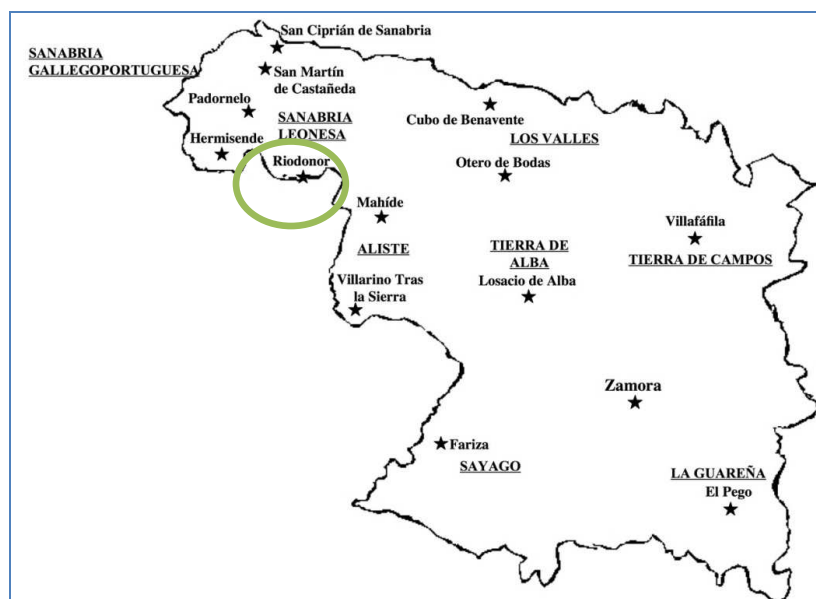 San Ciprián de Sanabria
SANABRIA
GALLEGOPORTUGUESA
San Martín
de Castañeda
Padornelo
SANABRIA
LEONESA
Cubo de Benavente
LOS VALLES
Hermisende
Riodonor
Otero de Bodas
Mahíde
Villafáfila
ALISTE
TIERRA DE
ALBA
TIERRA DE CAMPOS
Villarino Tras
la Sierra
Losacio de Alba
Zamora
Fariza
SAYAGO
LA GUAREÑA
El Pego